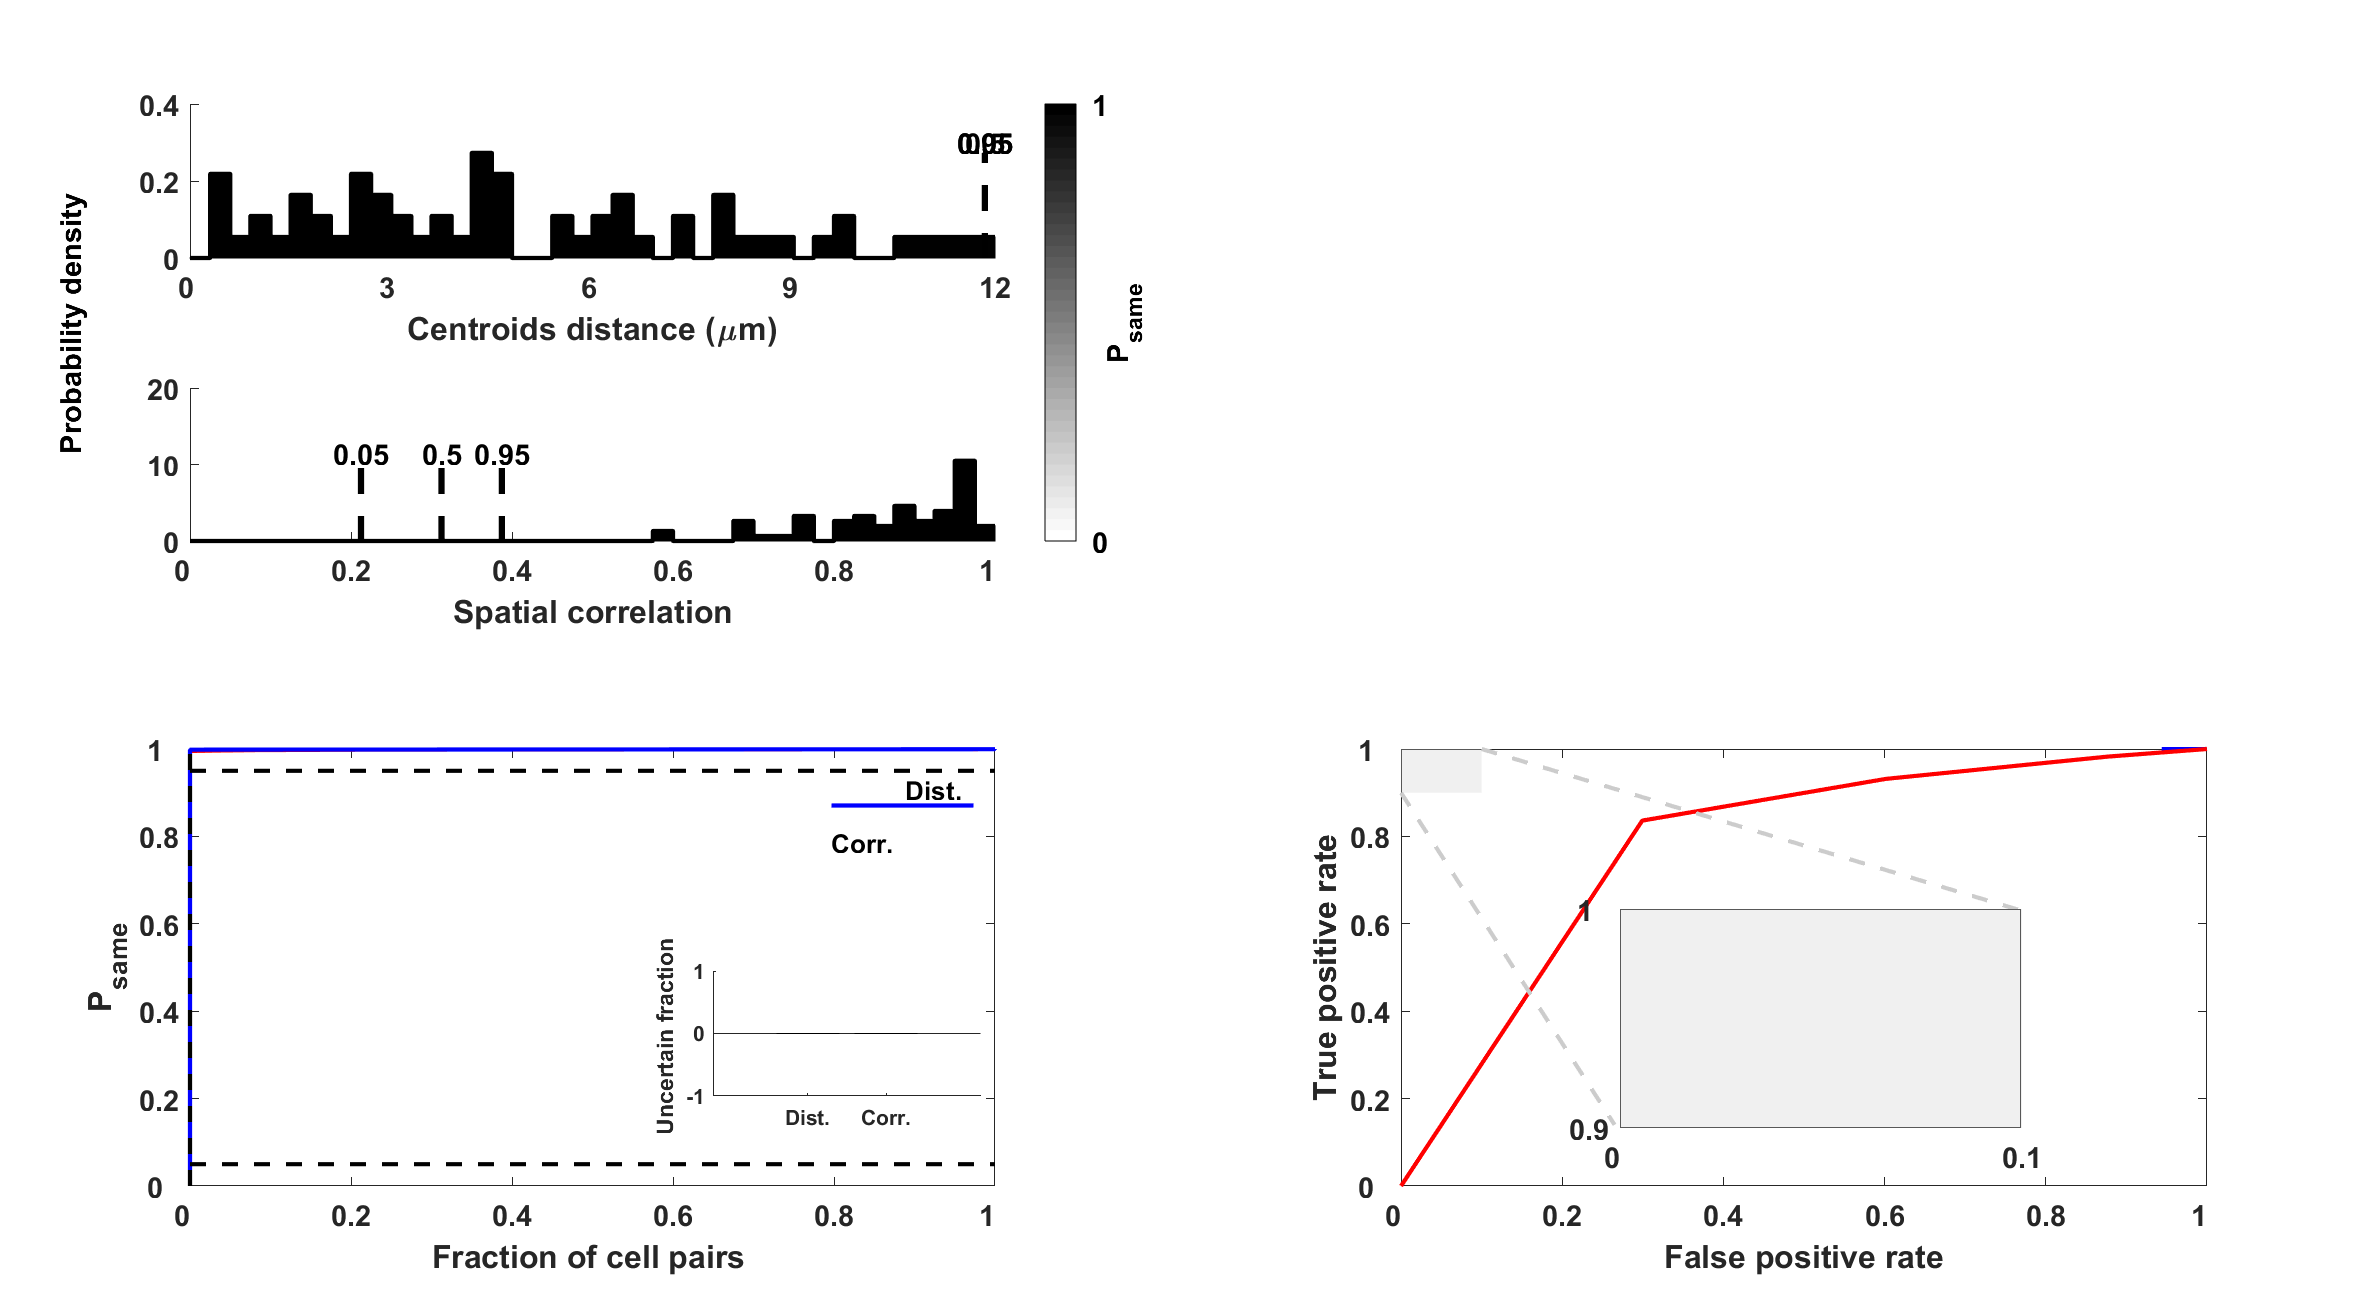 Probability density
0.4
0.2
0
0 3 6 9 12
Centroids distance (μm)
20
10
0
0.05 0.5 0.95
0 0.2 0.4 0.6 0.8 1
Spatial correlation
1
P same
0
1
0.8
0.6
0.4
0.2
0
P same
Dist.
Corr.
Uncertain fraction
1
0
-1
Dist. Corr.
0 0.2 0.4 0.6 0.8 1
Fraction of cell pairs
True positive rate
1
0.8
0.6
0.4
0.2
0
1
0.9
0 0.1
0 0.2 0.4 0.6 0.8 1
False positive rate